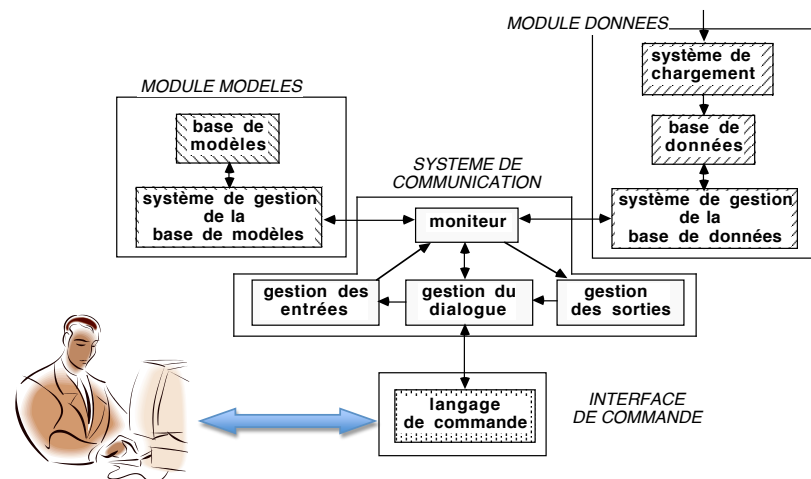 MODULE DONNEES
système de
chargement
MODULE MODELES
base de
modèles
base de
données
SYSTEME DE
COMMUNICATION
système de gestion
de la
base de modèles
système de gestion
de la
base de données
moniteur
gestion des
entrées
gestion du
dialogue
gestion
des sorties
langage
de commande
INTERFACE
DE COMMANDE